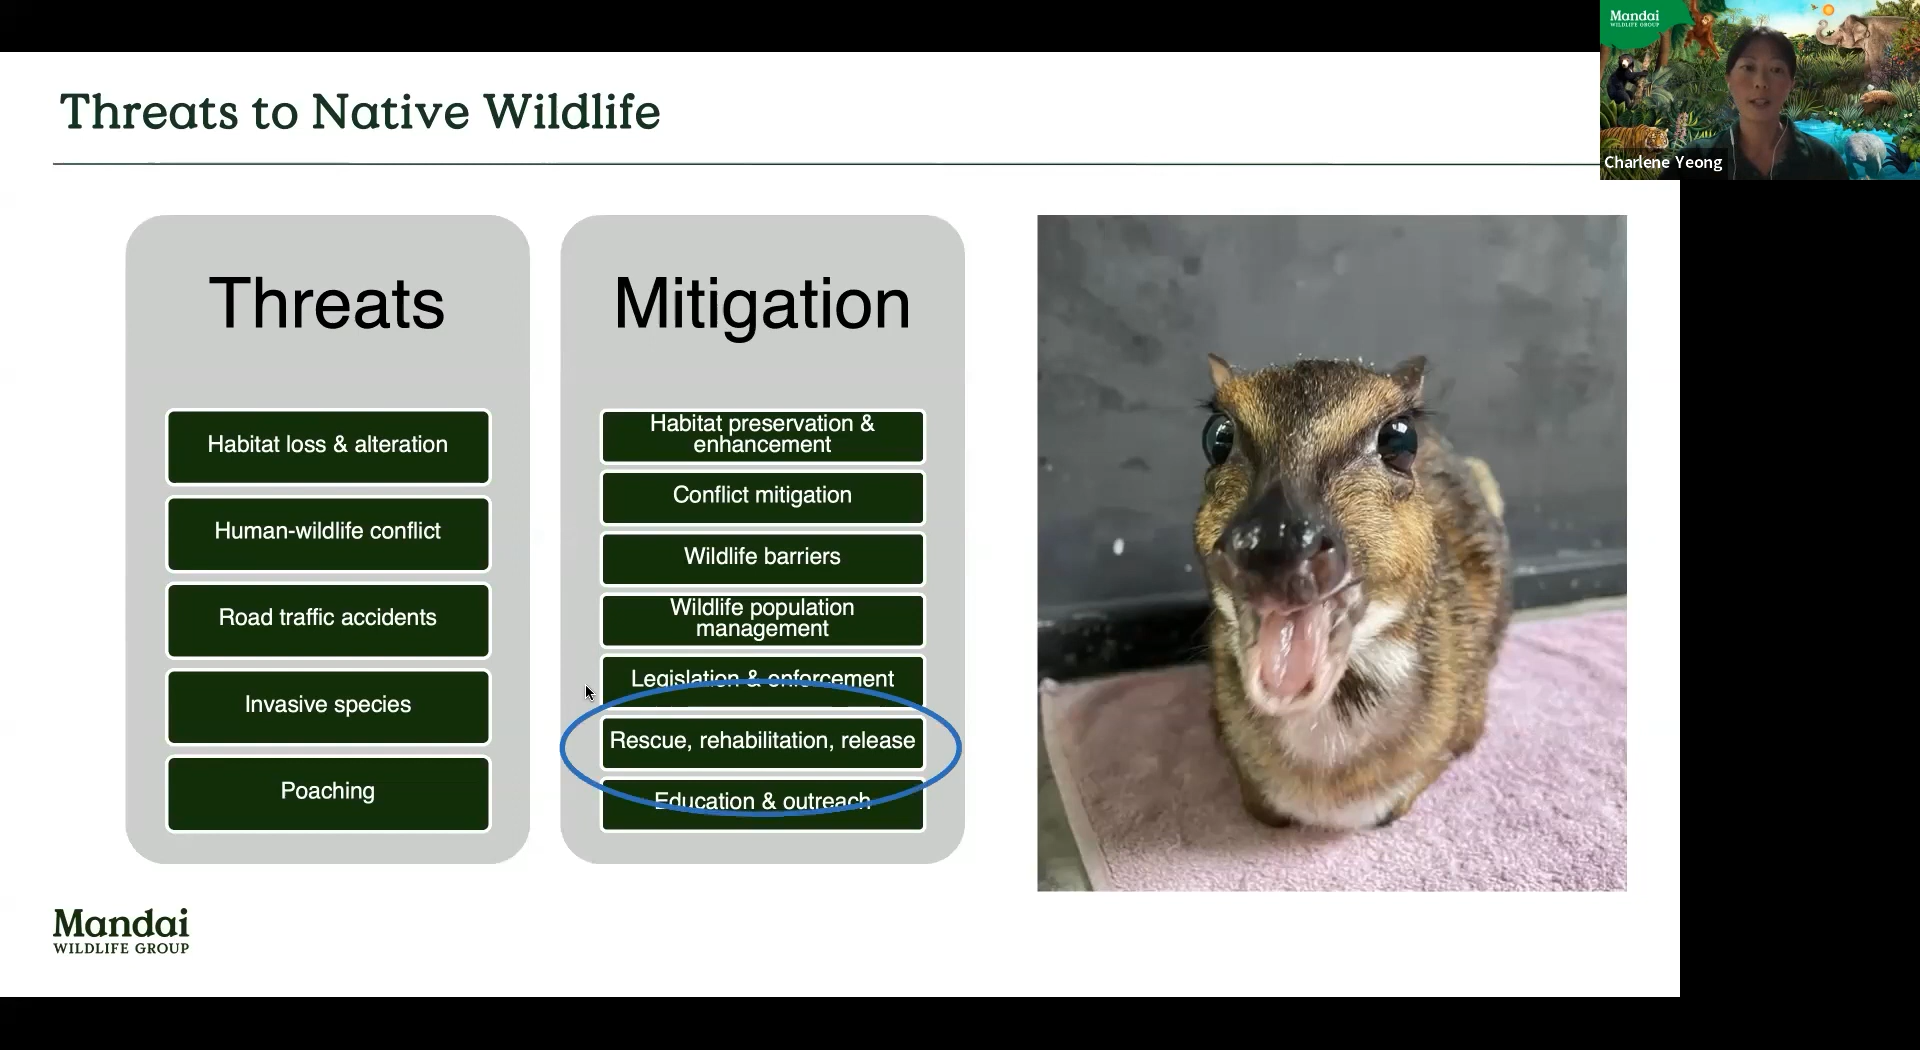 Mandai
WILDLIFE GROUP
Charlene Yeong
Threats to Native Wildlife
Threats
Habitat loss & alteration
Human-wildlife conflict
Road traffic accidents
Invasive species
Poaching
Mitigation
Habitat preservation &
enhancement
Conflict mitigation
Wildlife barriers
Wildlife population
management
Legislation & enforcement
Rescue, rehabilitation, release
Education & outreach
Mandai
WILDLIFE GROUP